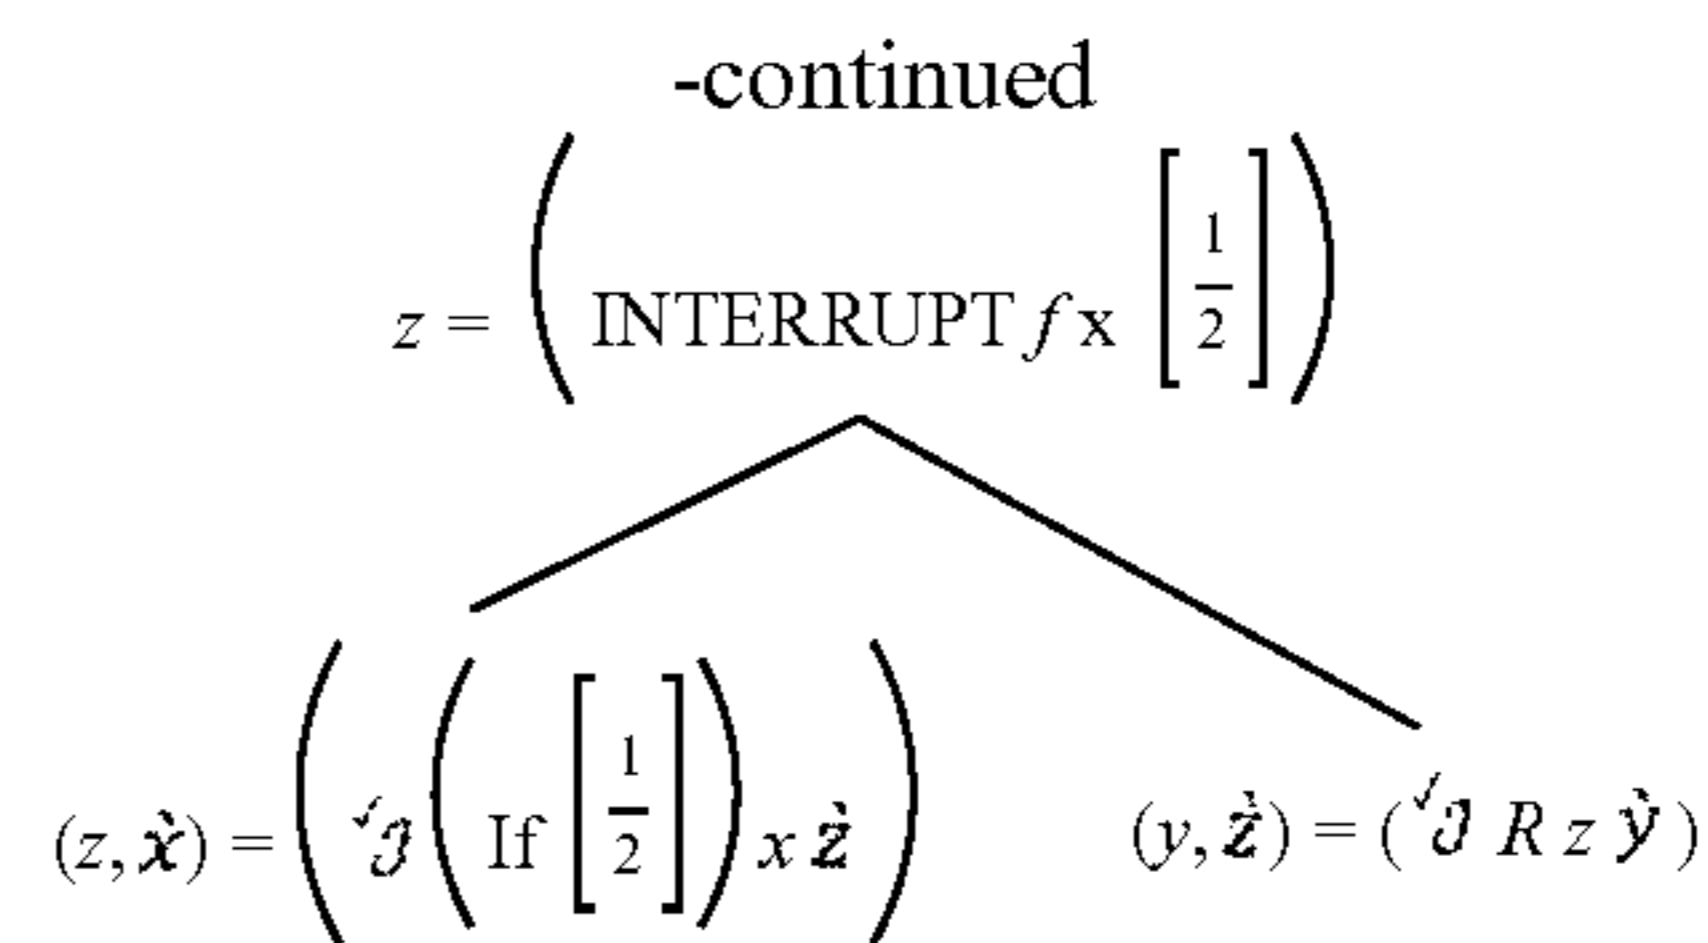 -continued
z = ( INTERRUPT f x [ 1/2 ] )
(z, x̀) = ( ( If [ 1/2 ] ) x z̀ ) (y, z̀) = ( R z ỳ )